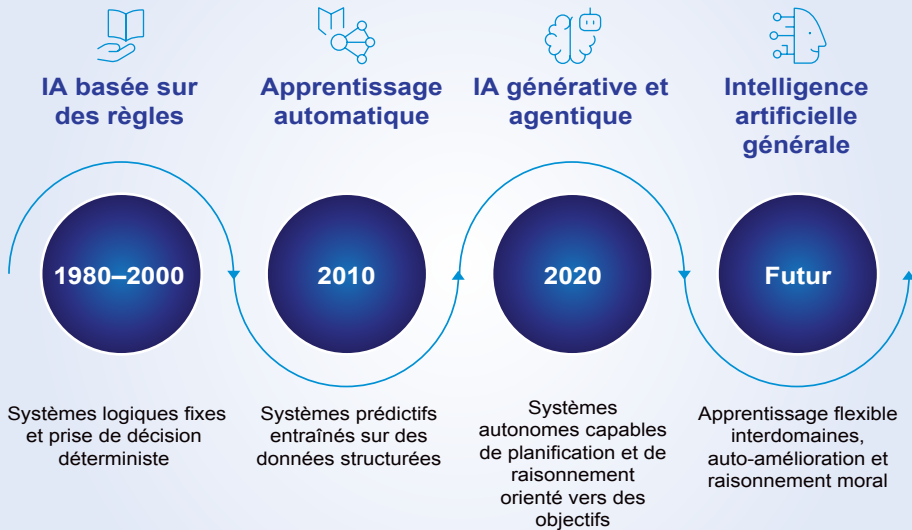 IA basée sur
des règles
Apprentissage
automatique
IA générative et
agentique
Intelligence
artificielle
générale
1980–2000
2010
2020
Futur
Systèmes logiques fixes
et prise de décision
déterministe
Systèmes prédictifs
entraînés sur des
données structurées
Systèmes
autonomes capables
de planification et de
raisonnement
orienté vers des
objectifs
Apprentissage flexible
interdomaines,
auto-amélioration et
raisonnement moral